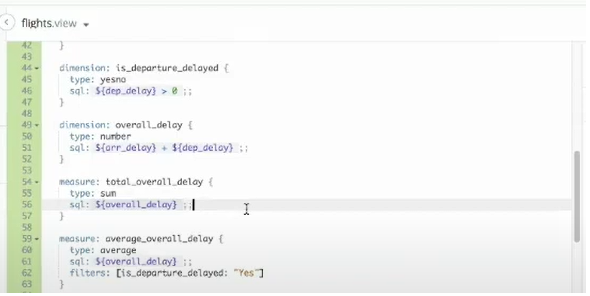 flights.view
42 }
43
44 dimension: is_departure_delayed {
45 type: yesno
46 sql: ${dep_delay} > 0 ;;
47 }
48
49 dimension: overall_delay {
50 type: number
51 sql: ${arr_delay} + ${dep_delay} ;;
52 }
53
54 measure: total_overall_delay {
55 type: sum
56 sql: ${overall_delay} ;;
57 }
58
59 measure: average_overall_delay {
60 type: average
61 sql: ${overall_delay} ;;
62 filters: [is_departure_delayed: "Yes"]
63 }